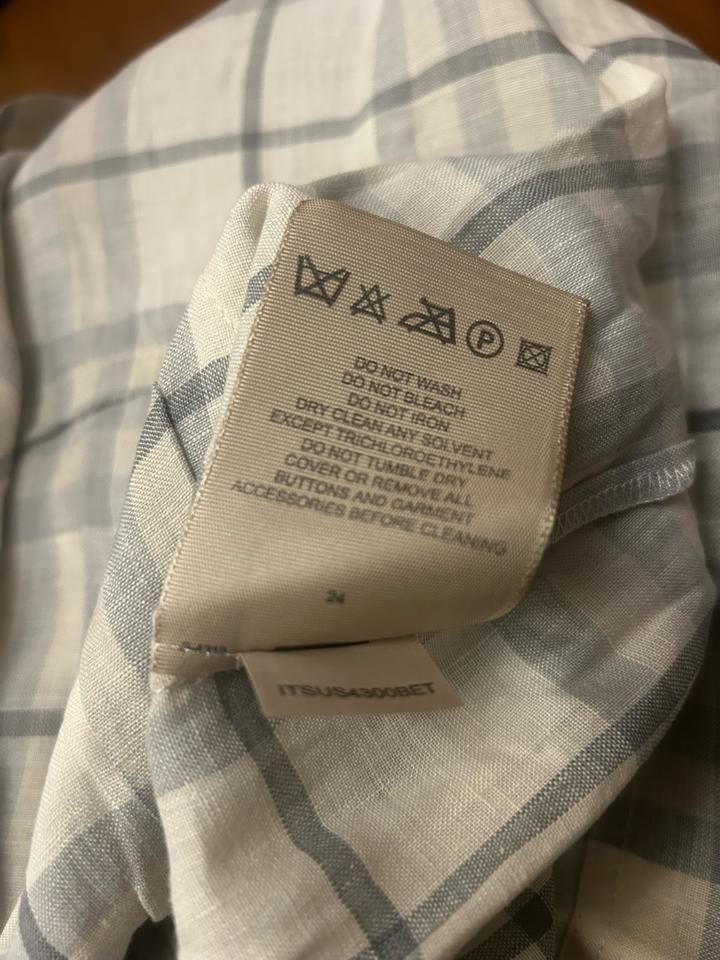 P
DO NOT WASH
DO NOT BLEACH
DO NOT IRON
DRY CLEAN ANY SOLVENT
EXCEPT TRICHLOROETHYLENE
DO NOT TUMBLE DRY
COVER OR REMOVE ALL
BUTTONS AND GARMENT
ACCESSORIES BEFORE CLEANING
24
ITSUS4300BET